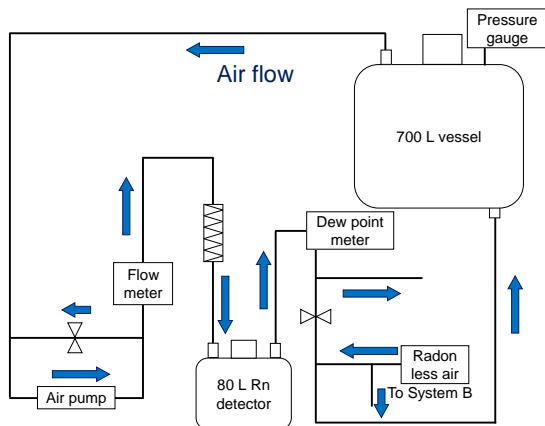 Pressure
gauge
Air flow
700 L vessel
Dew point
meter
Flow
meter
Radon
less air
To System B
Air pump
80 L Rn
detector